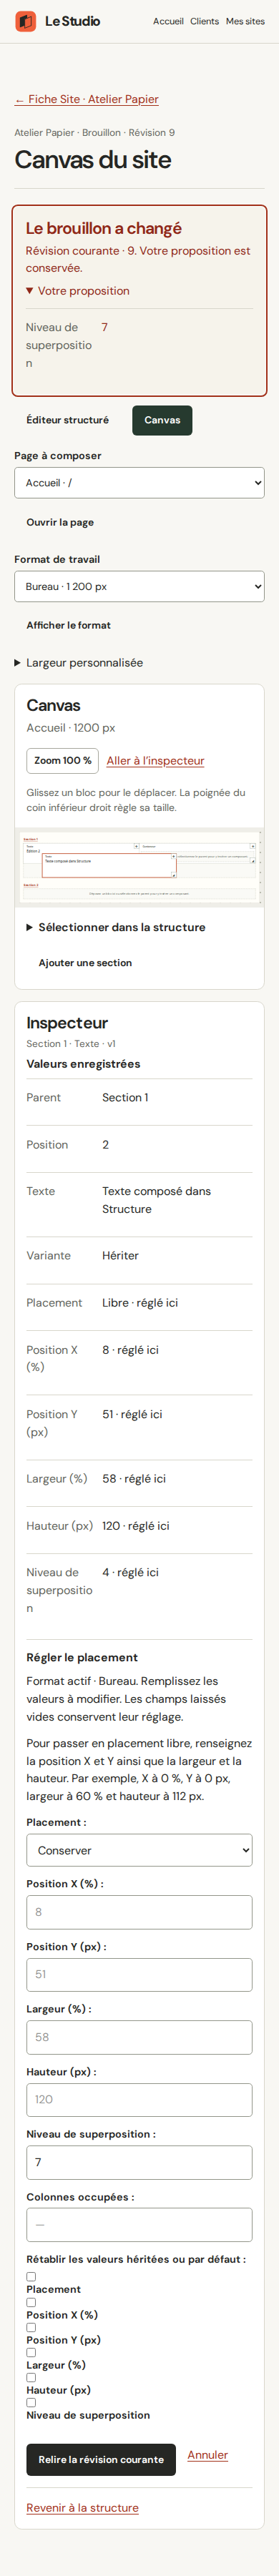 Le Studio
Accueil Clients Mes sites
← Fiche Site · Atelier Papier
Atelier Papier · Brouillon · Révision 9
Canvas du site
Le brouillon a changé
Révision courante · 9. Votre proposition est
conservée.
▼ Votre proposition
Niveau de 7
superpositio
n
Éditeur structuré Canvas
Page à composer
Accueil · /
Ouvrir la page
Format de travail
Bureau · 1 200 px
Afficher le format
▶ Largeur personnalisée
Canvas
Accueil · 1200 px
Zoom 100 % Aller à l'inspecteur
Glissez un bloc pour le déplacer. La poignée du
coin inférieur droit règle sa taille.
Section 1
Texte composé dans Structure
Section 2
▶ Sélectionner dans la structure
Ajouter une section
Inspecteur
Section 1 · Texte · v1
Valeurs enregistrées
Parent Section 1
Position 2
Texte Texte composé dans
Structure
Variante Hériter
Placement Libre · réglé ici
Position X 8 · réglé ici
(%)
Position Y 51 · réglé ici
(px)
Largeur (%) 58 · réglé ici
Hauteur (px) 120 · réglé ici
Niveau de 4 · réglé ici
superpositio
n
Régler le placement
Format actif · Bureau. Remplissez les
valeurs à modifier. Les champs laissés
vides conservent leur réglage.
Pour passer en placement libre, renseignez
la position X et Y ainsi que la largeur et la
hauteur. Par exemple, X à 0 %, Y à 0 px,
largeur à 60 % et hauteur à 112 px.
Placement :
Conserver
Position X (%) :
8
Position Y (px) :
51
Largeur (%) :
58
Hauteur (px) :
120
Niveau de superposition :
7
Colonnes occupées :
—
Rétablir les valeurs héritées ou par défaut :
Placement
Position X (%)
Position Y (px)
Largeur (%)
Hauteur (px)
Niveau de superposition
Relire la révision courante Annuler
Revenir à la structure